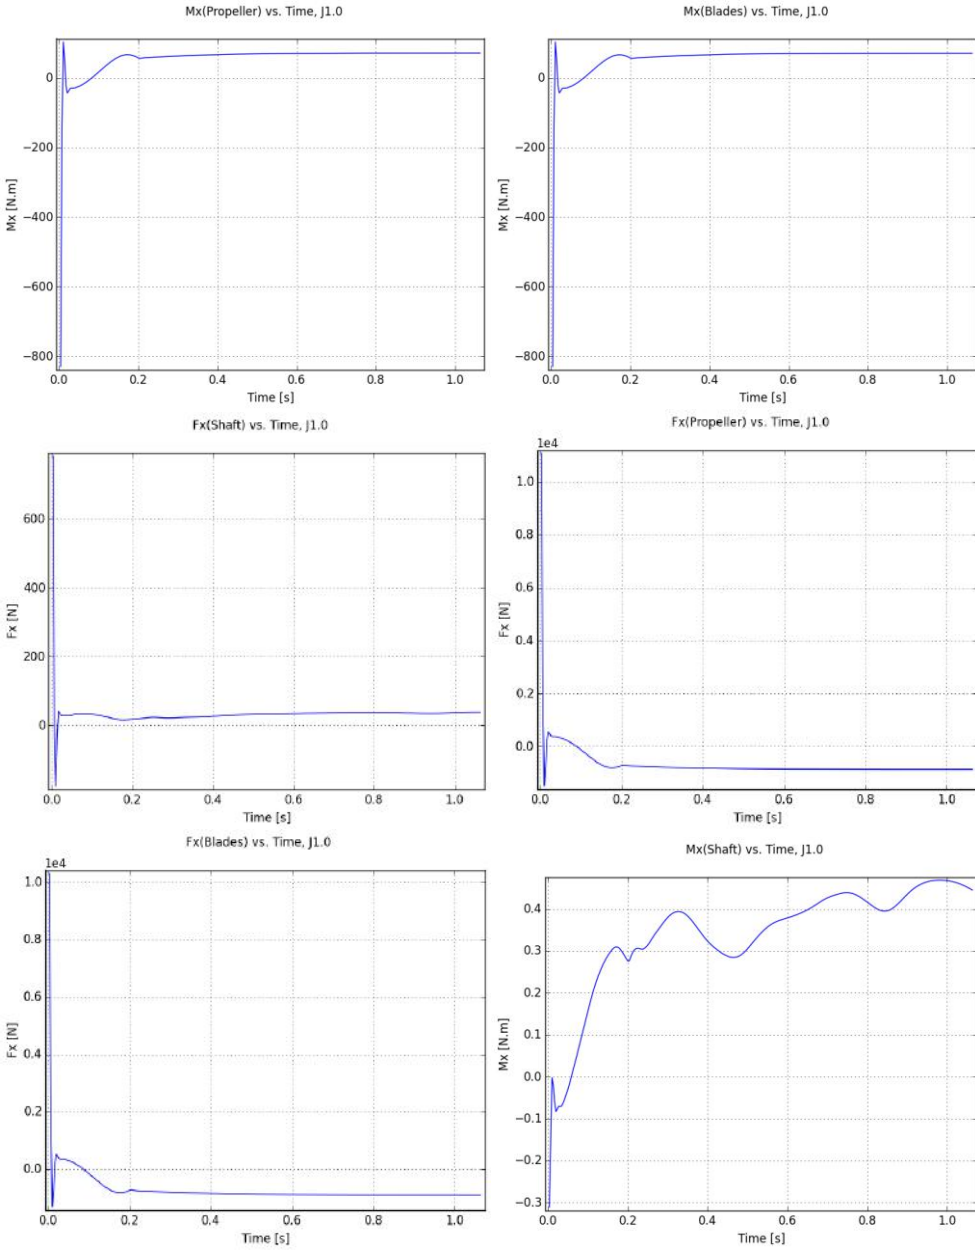 Mx(Propeller) vs. Time, J1.0
0
−200
−400
−600
−800
Mx [N.m]
0.0 0.2 0.4 0.6 0.8 1.0
Time [s]
Mx(Blades) vs. Time, J1.0
0
−200
−400
−600
−800
Mx [N.m]
0.0 0.2 0.4 0.6 0.8 1.0
Time [s]
Fx(Shaft) vs. Time, J1.0
600
400
200
0
Fx [N]
0.0 0.2 0.4 0.6 0.8 1.0
Time [s]
Fx(Propeller) vs. Time, J1.0
1e4
1.0
0.8
0.6
0.4
0.2
0.0
Fx [N]
0.0 0.2 0.4 0.6 0.8 1.0
Time [s]
Fx(Blades) vs. Time, J1.0
1e4
1.0
0.8
0.6
0.4
0.2
0.0
Fx [N]
0.0 0.2 0.4 0.6 0.8 1.0
Time [s]
Mx(Shaft) vs. Time, J1.0
0.4
0.3
0.2
0.1
0.0
−0.1
−0.2
−0.3
Mx [N.m]
0.0 0.2 0.4 0.6 0.8 1.0
Time [s]